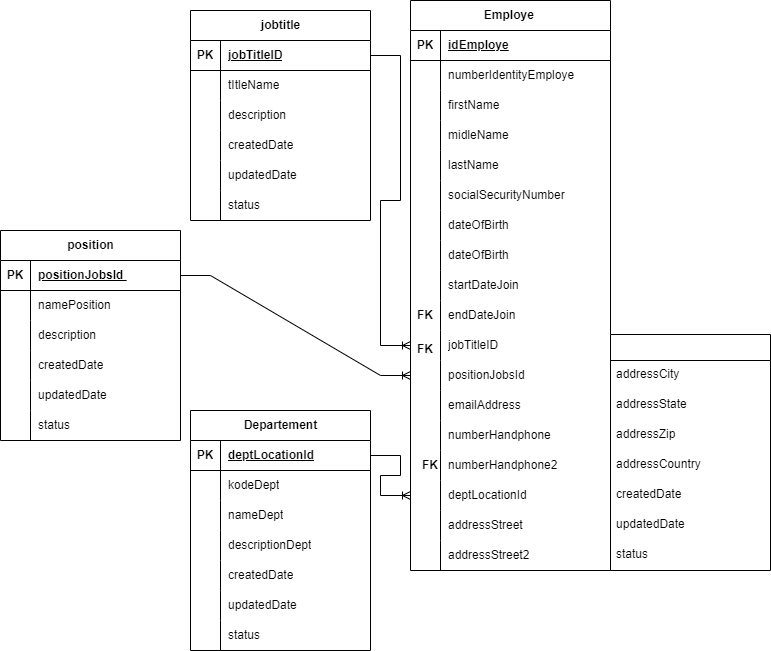 jobtitle
PK jobTitleID
tItleName
description
createdDate
updatedDate
status
position
PK positionJobsId
namePosition
description
createdDate
updatedDate
status
Departement
PK deptLocationId
kodeDept
nameDept
descriptionDept
createdDate
updatedDate
status
Employe
PK idEmploye
numberIdentityEmploye
firstName
midleName
lastName
socialSecurityNumber
dateOfBirth
dateOfBirth
startDateJoin
FK endDateJoin
FK jobTitleID
positionJobsId
emailAddress
numberHandphone
FK numberHandphone2
deptLocationId
addressStreet
addressStreet2
addressCity
addressState
addressZip
addressCountry
createdDate
updatedDate
status